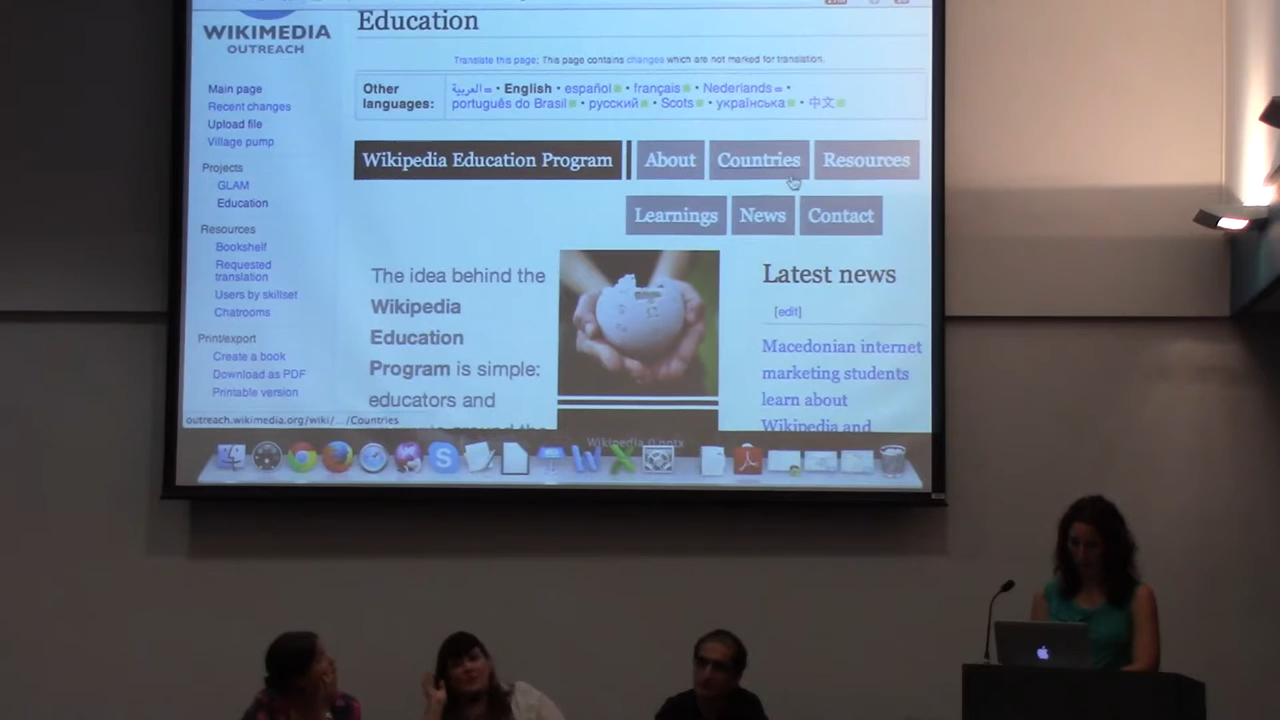 WIKIMEDIA
OUTREACH
Main page
Recent changes
Upload file
Village pump
Projects
GLAM
Education
Resources
Bookshelf
Requested
translation
Users by skillset
Chatrooms
Print/export
Create a book
Download as PDF
Printable version
outreach.wikimedia.org/wiki/.../Countries
Education
Translate this page; This page contains changes which are not marked for translation.
Other
languages:
العربية • English • español • français • Nederlands •
português do Brasil • русский • Scots • українська • 中文
Wikipedia Education Program
About Countries Resources
Learnings News Contact
The idea behind the
Wikipedia
Education
Program is simple:
educators and
Latest news
[edit]
Macedonian internet
marketing students
learn about
Wikipedia and